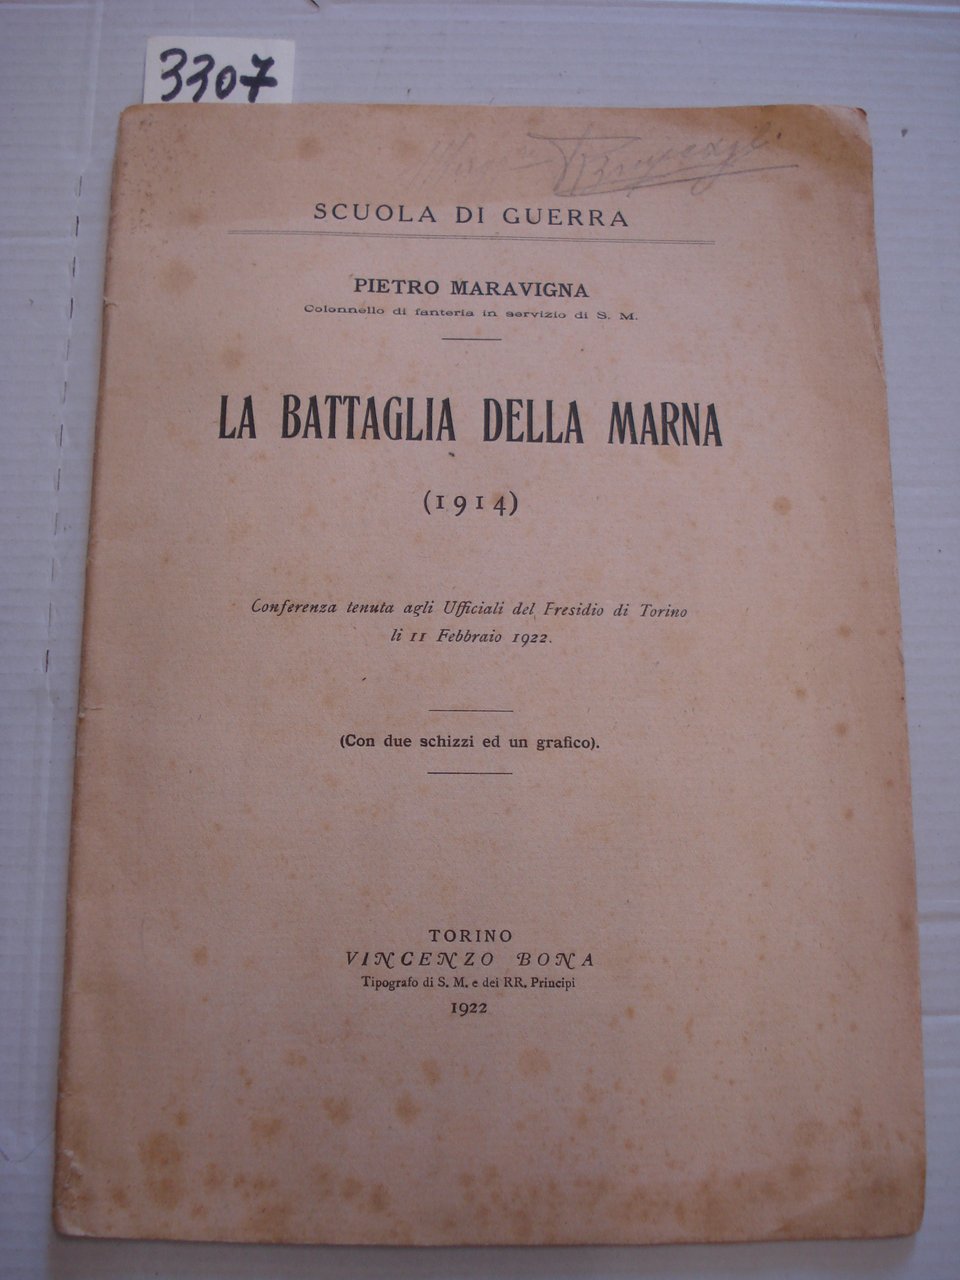 3307
SCUOLA DI GUERRA
PIETRO MARAVIGNA
Colonnello di fanteria in servizio di S. M.
LA BATTAGLIA DELLA MARNA
(1914)
Conferenza tenuta agli Ufficiali del Presidio di Torino
li 11 Febbraio 1922.
(Con due schizzi ed un grafico).
TORINO
VINCENZO BONA
Tipografo di S. M. e dei RR. Principi
1922